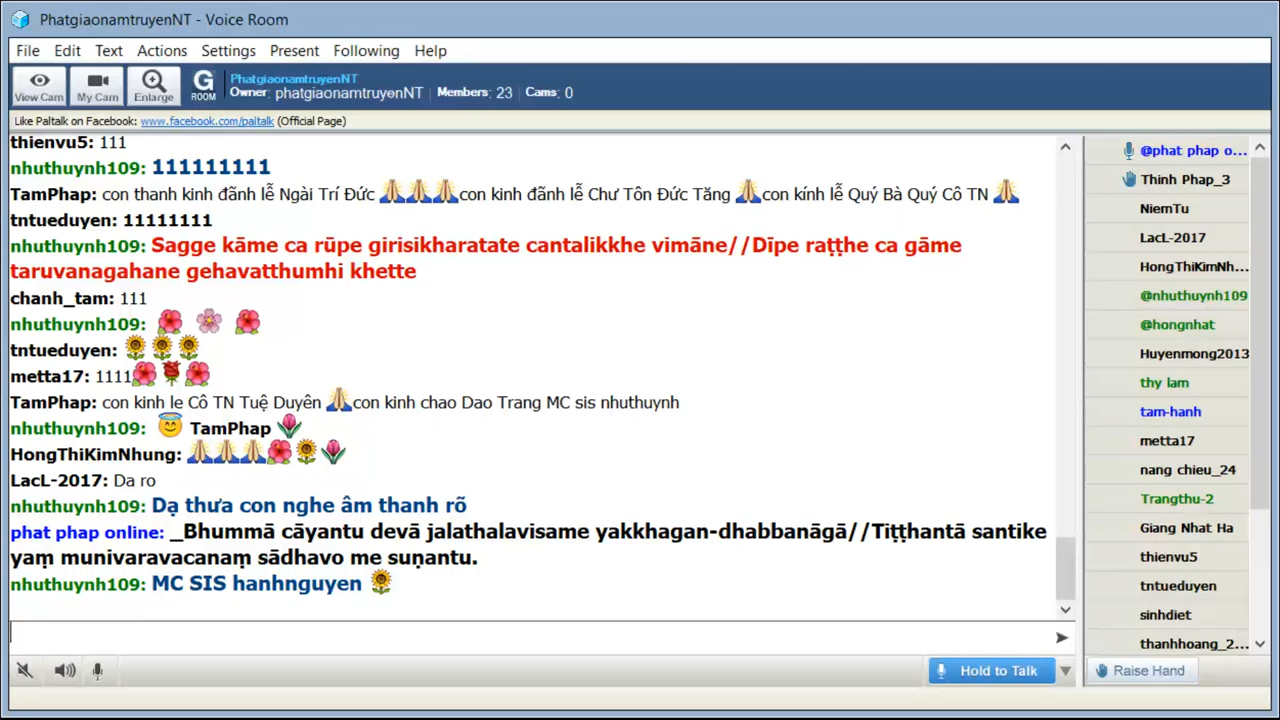 PhatgiaonamtruyenNT - Voice Room
File Edit Text Actions Settings Present Following Help
View Cam My Cam Enlarge G ROOM
PhatgiaonamtruyenNT
Owner: phatgiaonamtruyenNT Members: 23 Cams: 0
Like Paltalk on Facebook: www.facebook.com/paltalk (Official Page)
thienvu5: 111
nhuthuynh109: 111111111
TamPhap: con thanh kinh đãnh lễ Ngài Trí Đức 🙏🙏🙏con kinh đãnh lễ Chư Tôn Đức Tăng 🙏con kính lễ Quý Bà Quý Cô TN 🙏
tntueduyen: 11111111
nhuthuynh109: Sagge kāme ca rūpe girisikharatate cantalikkhe vimāne//Dīpe raṭṭhe ca gāme
taruvanagahane gehavatthumhi khette
chanh_tam: 111
nhuthuynh109: 🌺 🌸 🌺
tntueduyen: 🌻🌻🌻
metta17: 1111🌺🌹🌺
TamPhap: con kinh le Cô TN Tuệ Duyên 🙏con kinh chao Dao Trang MC sis nhuthuynh
nhuthuynh109: 😇 TamPhap 🌷
HongThiKimNhung: 🙏🙏🙏🌺🌻🌷
LacL-2017: Da ro
nhuthuynh109: Dạ thưa con nghe âm thanh rõ
phat phap online: _Bhummā cāyantu devā jalathalavisame yakkhagan-dhabbanāgā//Tiṭṭhantā santike
yaṃ munivaravacanaṃ sādhavo me suṇantu.
nhuthuynh109: MC SIS hanhnguyen 🌻
Hold to Talk
@phat phap o...
Thinh Phap_3
NiemTu
LacL-2017
HongThiKimNh...
@nhuthuynh109
@hongnhat
Huyenmong2013
thy lam
tam-hanh
metta17
nang chieu_24
Trangthu-2
Giang Nhat Ha
thienvu5
tntueduyen
sinhdiet
thanhhoang_2...
Raise Hand